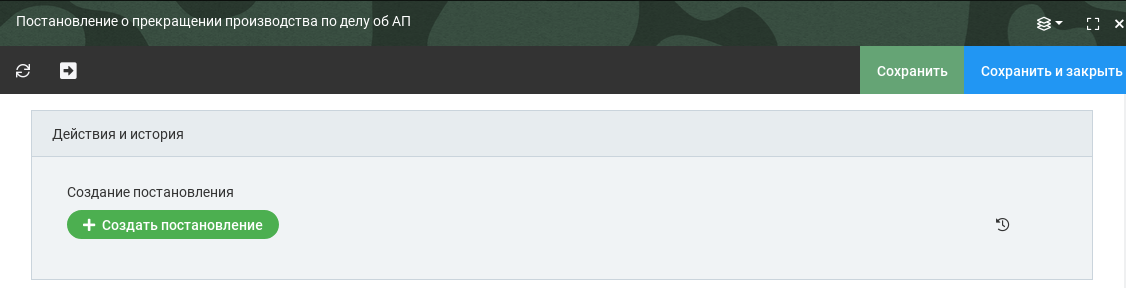 Постановление о прекращении производства по делу об АП
Сохранить
Сохранить и закрыть
Действия и история
Создание постановления
Создать постановление